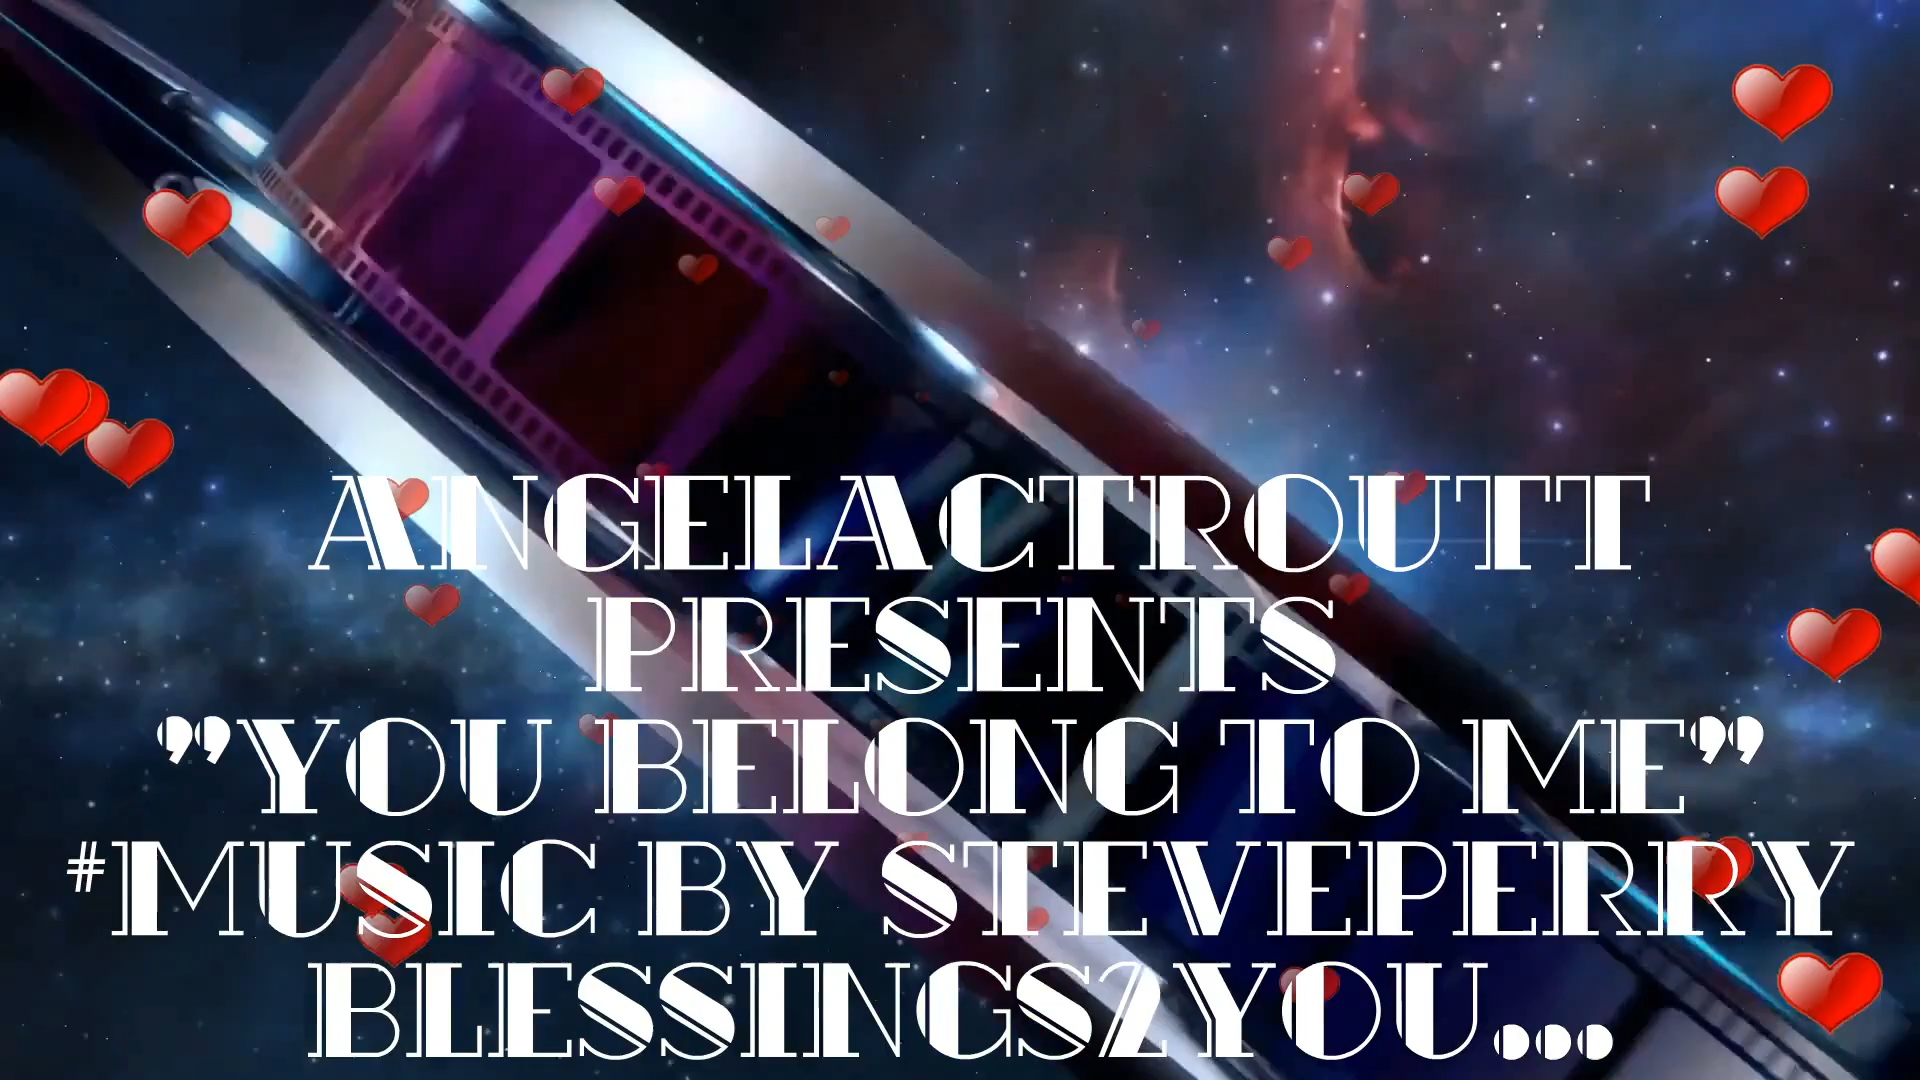 ANGELACTROUTT
PRESENTS
"YOU BELONG TO ME"
#MUSIC BY STEVEPERRY
BLESSINGS2YOU...